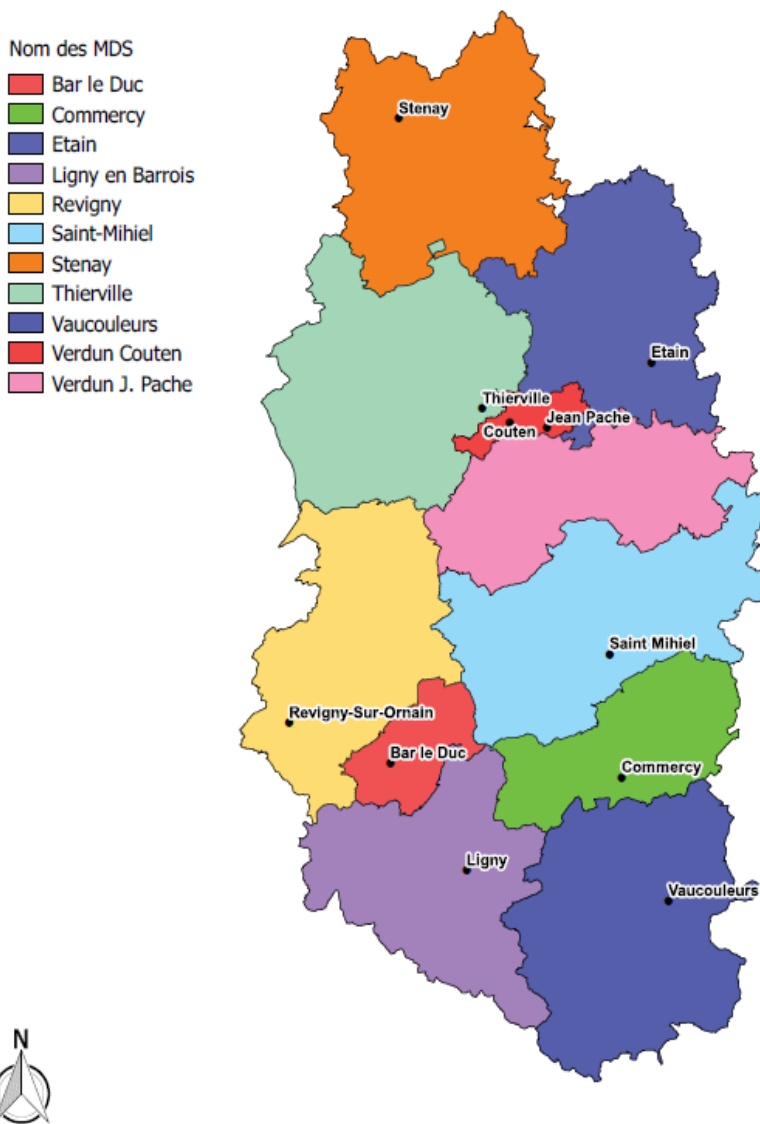 Nom des MDS
Bar le Duc
Commercy
Etain
Ligny en Barrois
Revigny
Saint-Mihiel
Stenay
Thierville
Vaucouleurs
Verdun Couten
Verdun J. Pache
Stenay
Etain
Thierville
Jean Pache
Couten
Saint Mihiel
Revigny-Sur-Ornain
Bar le Duc
Commercy
Ligny
Vaucouleurs
N